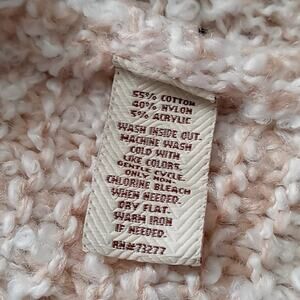 55% COTTON
40% NYLON
5% ACRYLIC
WASH INSIDE OUT.
MACHINE WASH
COLD WITH
LIKE COLORS.
GENTLE CYCLE.
ONLY NON
CHLORINE BLEACH
WHEN NEEDED.
DRY FLAT.
WARM IRON
IF NEEDED.
RN#73277